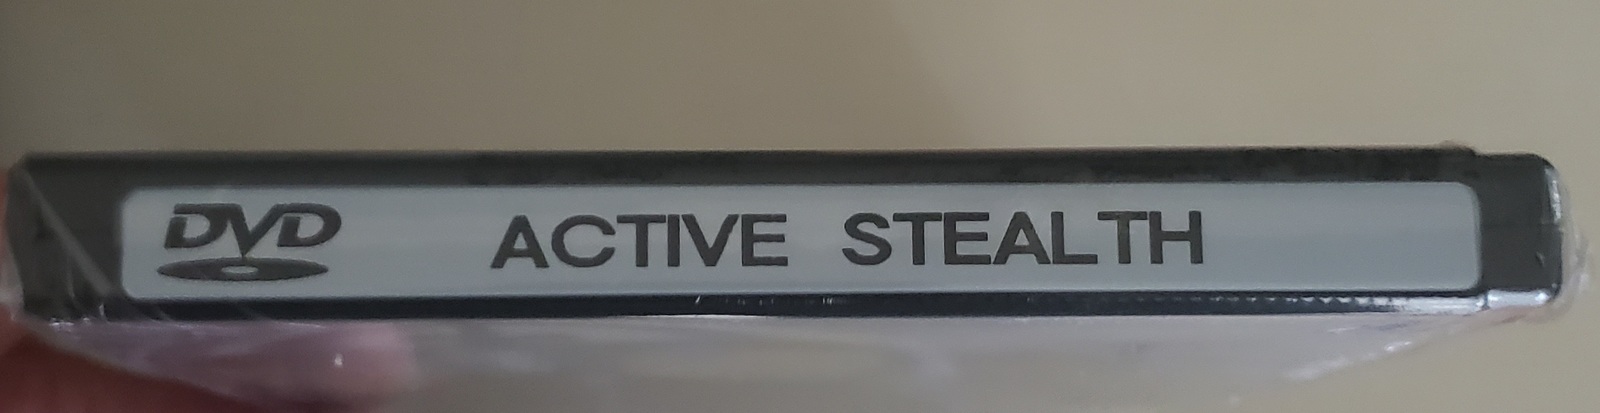 DVD ACTIVE STEALTH